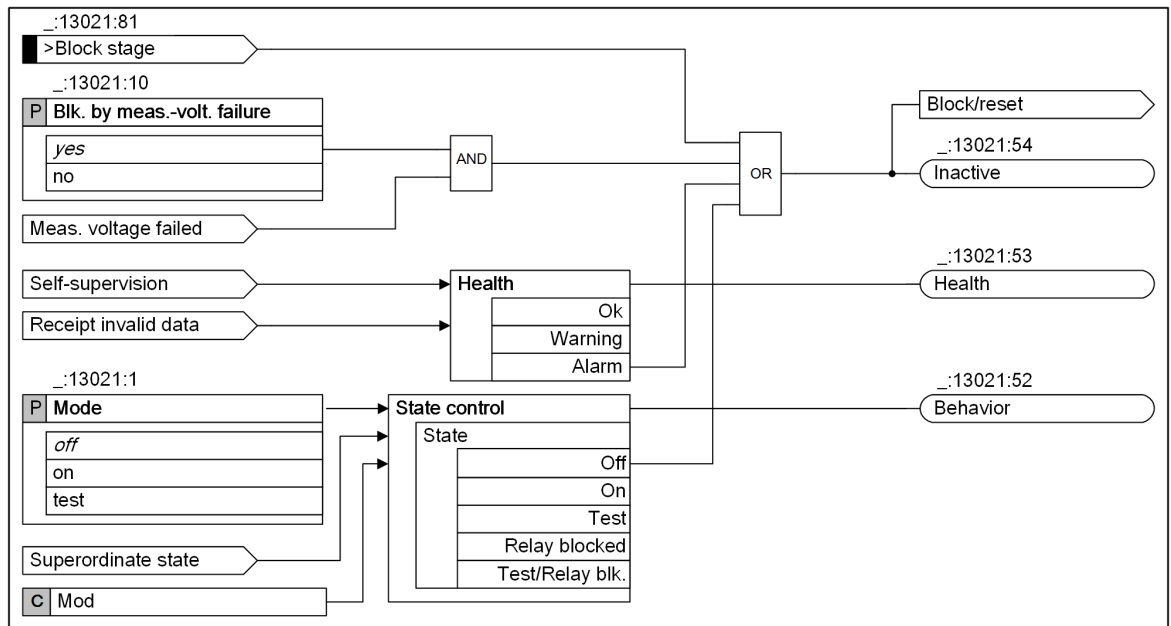 _:13021:81
>Block stage
_:13021:10
P Blk. by meas.-volt. failure
yes
no
Meas. voltage failed
AND
OR
Block/reset
_:13021:54
Inactive
Self-supervision
Receipt invalid data
Health
Ok
Warning
Alarm
_:13021:53
Health
_:13021:1
P Mode
off
on
test
Superordinate state
C Mod
State control
State
Off
On
Test
Relay blocked
Test/Relay blk.
_:13021:52
Behavior